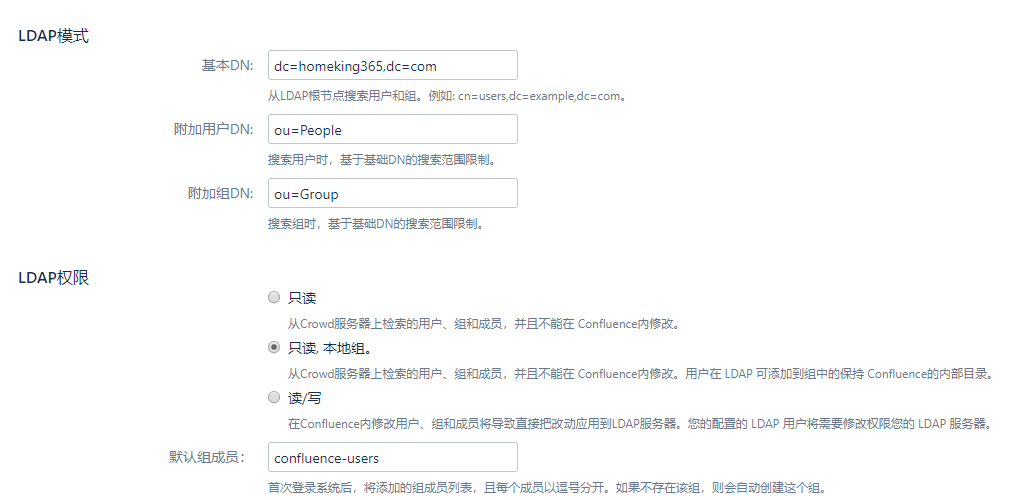 LDAP模式
基本DN: dc=homeking365,dc=com
从LDAP根节点搜索用户和组。例如: cn=users,dc=example,dc=com。
附加用户DN: ou=People
搜索用户时，基于基础DN的搜索范围限制。
附加组DN: ou=Group
搜索组时，基于基础DN的搜索范围限制。
LDAP权限
只读
从Crowd服务器上检索的用户、组和成员，并且不能在 Confluence内修改。
只读, 本地组。
从Crowd服务器上检索的用户、组和成员，并且不能在 Confluence内修改。用户在 LDAP 可添加到组中的保持 Confluence的内部目录。
读/写
在Confluence内修改用户、组和成员将导致直接把改动应用到LDAP服务器。您的配置的 LDAP 用户将需要修改权限您的 LDAP 服务器。
默认组成员: confluence-users
首次登录系统后，将添加的组成员列表，且每个成员以逗号分开。如果不存在该组，则会自动创建这个组。